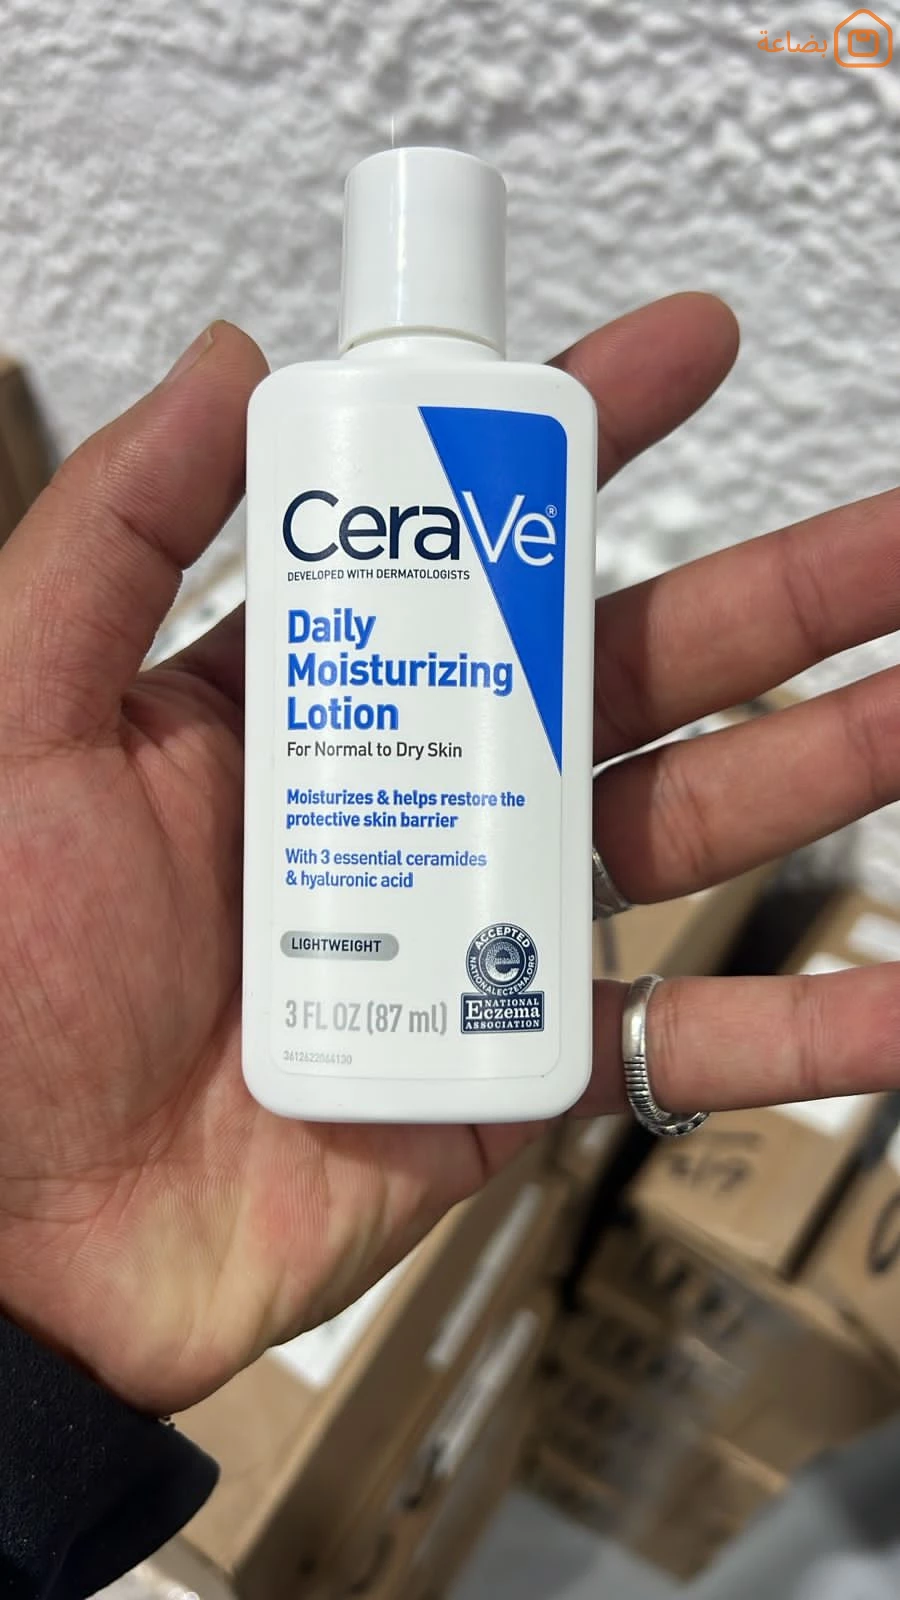 بضاعة
CeraVe®
DEVELOPED WITH DERMATOLOGISTS
Daily
Moisturizing
Lotion
For Normal to Dry Skin
Moisturizes & helps restore the
protective skin barrier
With 3 essential ceramides
& hyaluronic acid
LIGHTWEIGHT
ACCEPTED
NATIONALECZEMA.ORG
NATIONAL
Eczema
ASSOCIATION
3 FL OZ (87 ml)
3612622064130